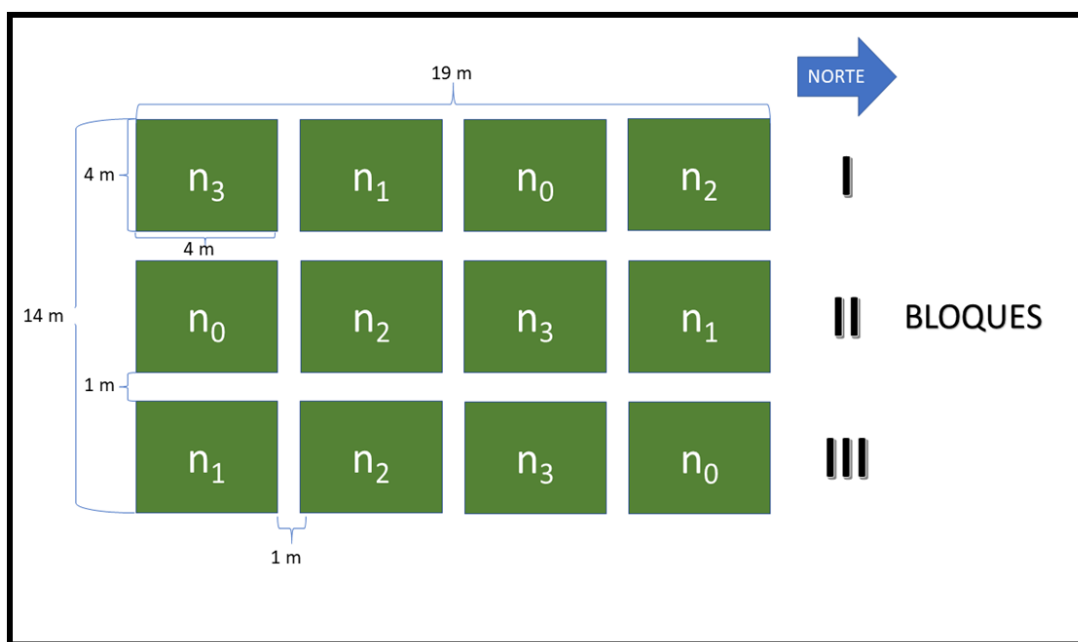 19 m
NORTE
4 m
n₃ n₁ n₀ n₂
I
4 m
14 m
n₀ n₂ n₃ n₁
II BLOQUES
1 m
n₁ n₂ n₃ n₀
III
1 m